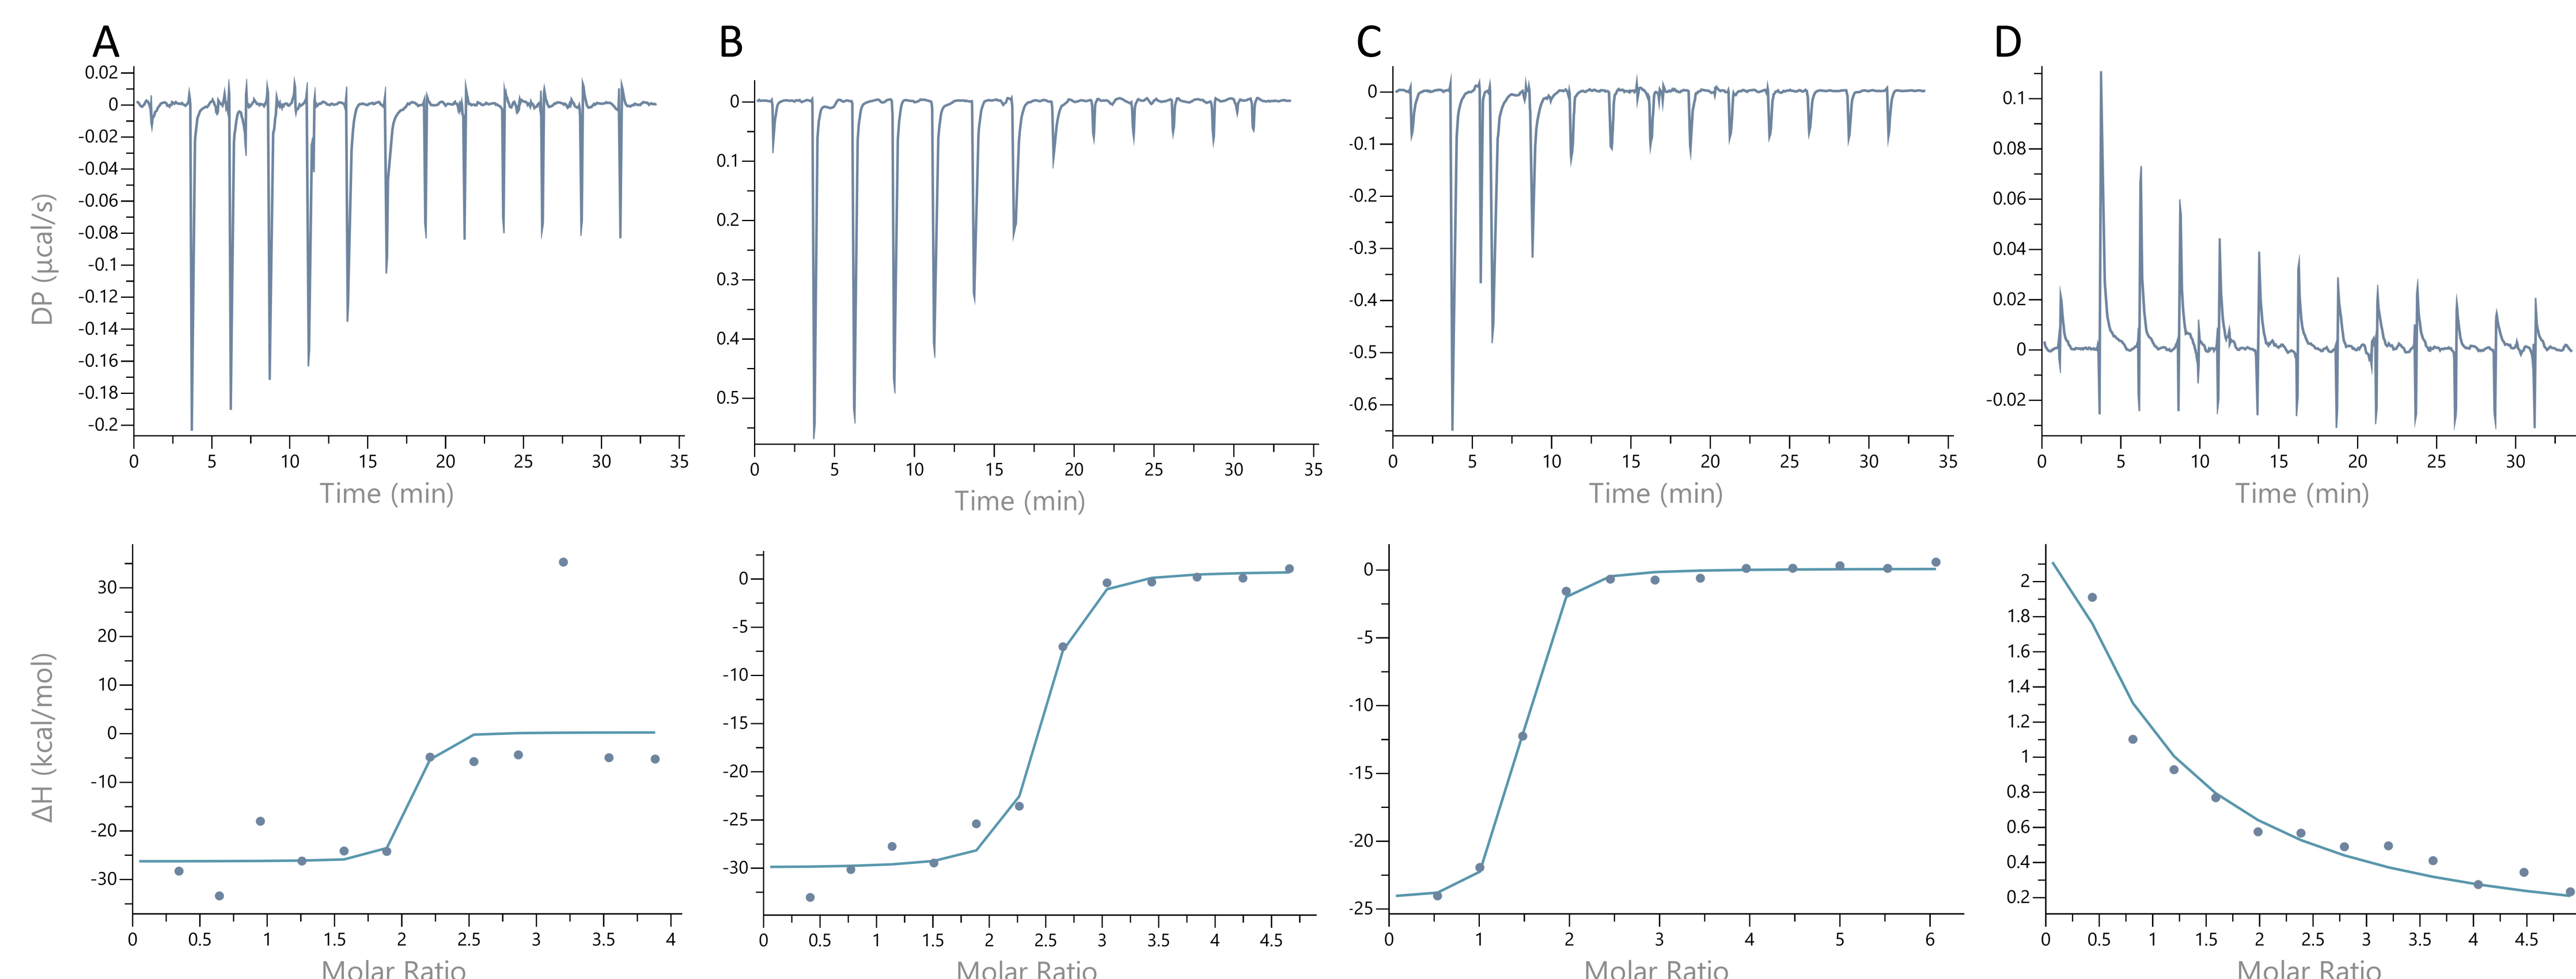 A
B
C
D
DP (µcal/s)
0.02
0
-0.02
-0.04
-0.06
-0.08
-0.1
-0.12
-0.14
-0.16
-0.18
-0.2
0 5 10 15 20 25 30 35
Time (min)
0
0.1
0.2
0.3
0.4
0.5
0 5 10 15 20 25 30 35
Time (min)
0
-0.1
-0.2
-0.3
-0.4
-0.5
-0.6
0 5 10 15 20 25 30 35
Time (min)
0.1
0.08
0.06
0.04
0.02
0
-0.02
0 5 10 15 20 25 30
Time (min)
ΔH (kcal/mol)
30
20
10
0
-10
-20
-30
0 0.5 1 1.5 2 2.5 3 3.5 4
Molar Ratio
0
-5
-10
-15
-20
-25
-30
0 0.5 1 1.5 2 2.5 3 3.5 4 4.5
Molar Ratio
0
-5
-10
-15
-20
-25
0 1 2 3 4 5 6
Molar Ratio
2
1.8
1.6
1.4
1.2
1
0.8
0.6
0.4
0.2
0 0.5 1 1.5 2 2.5 3 3.5 4 4.5
Molar Ratio